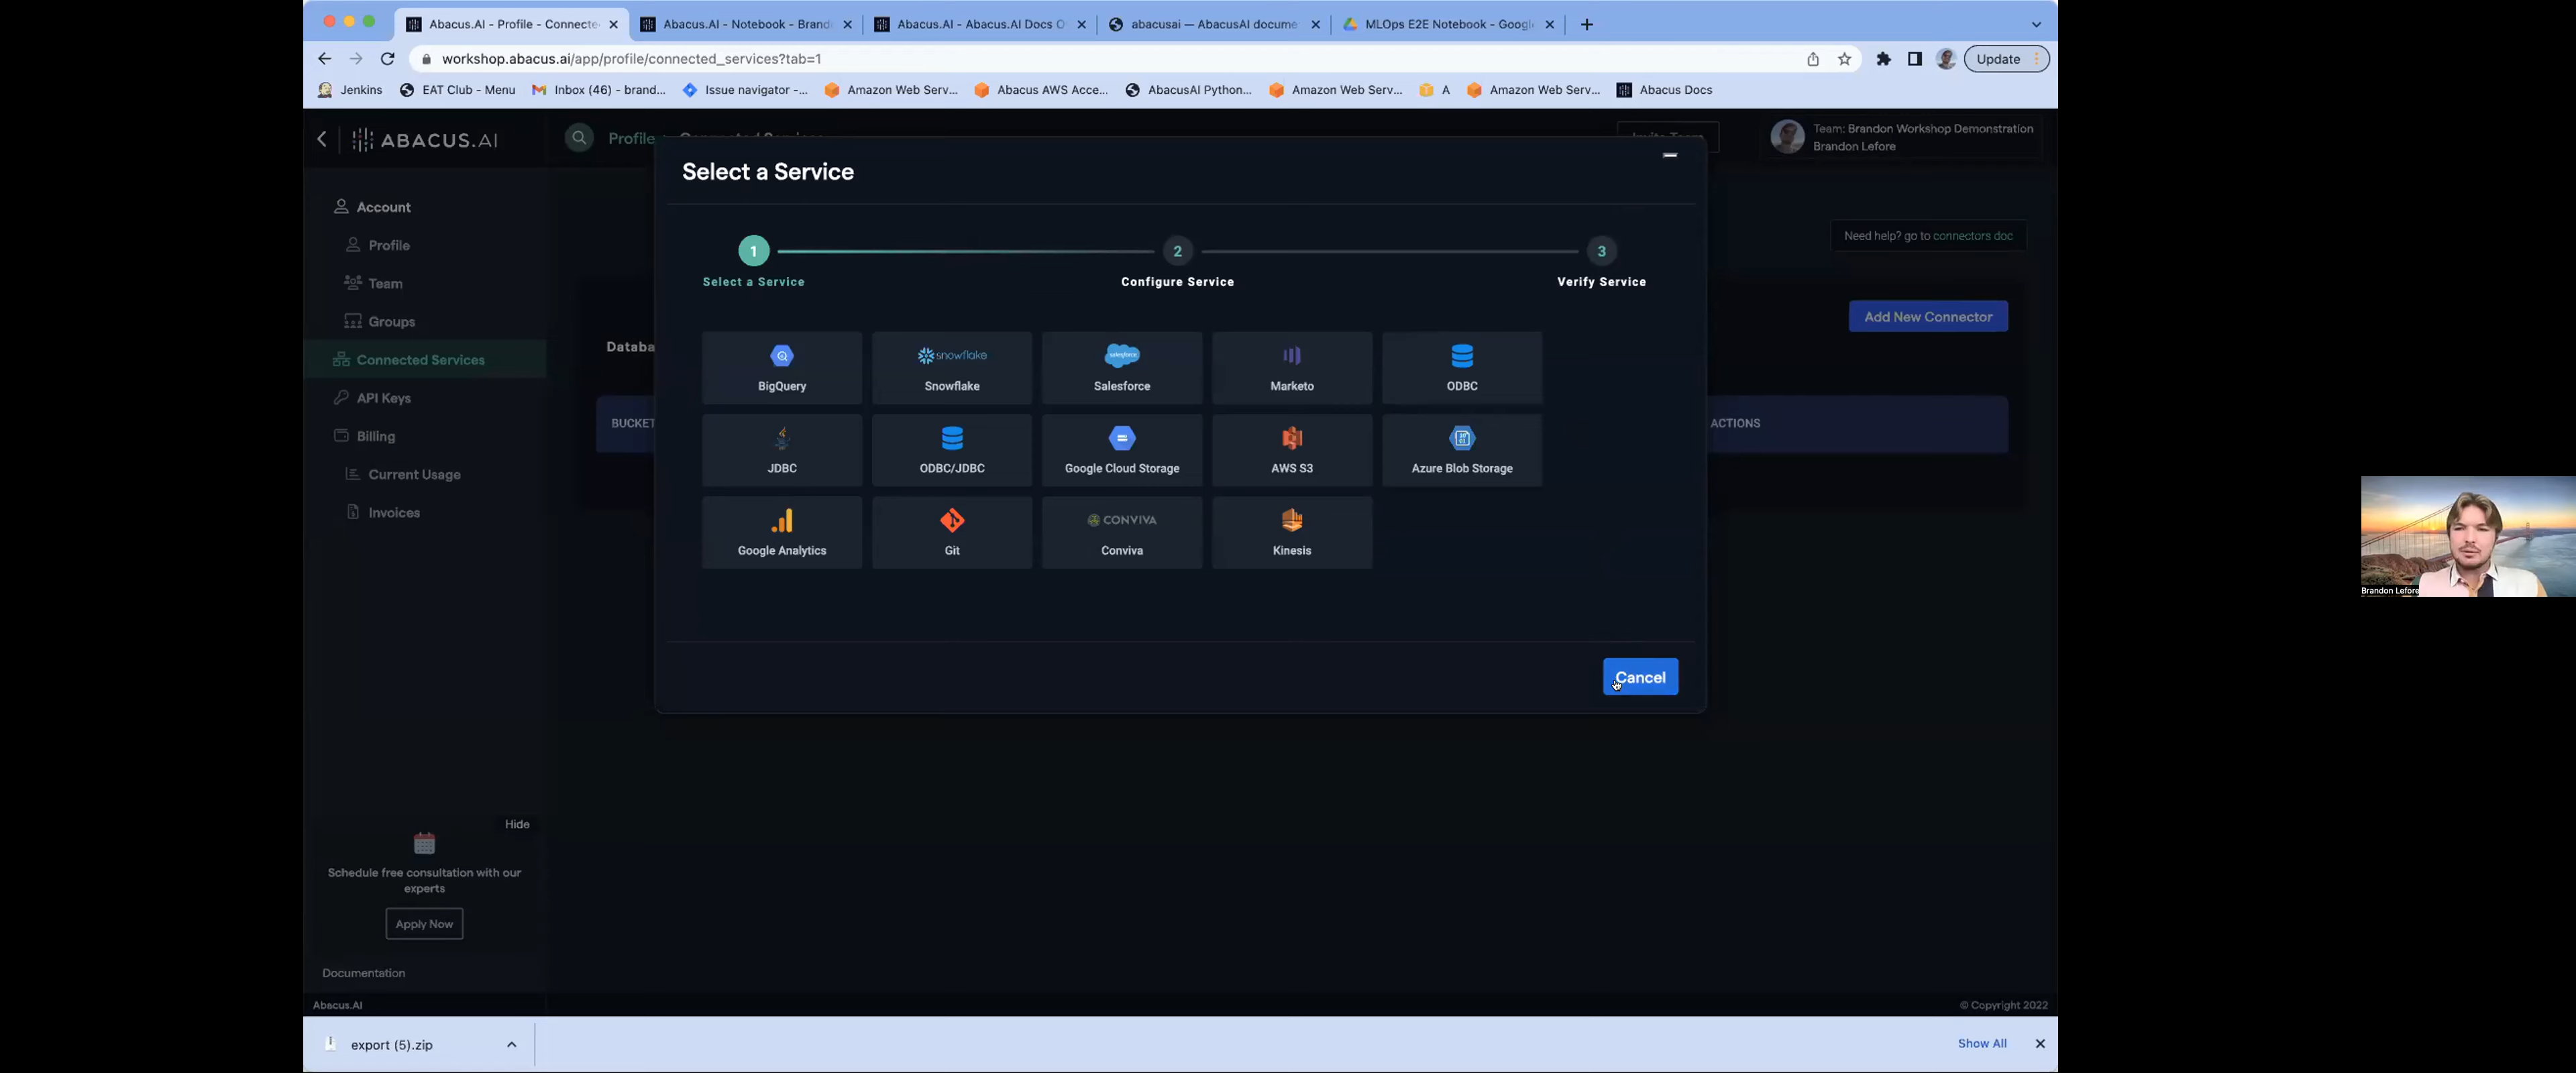 Abacus.AI - Profile - Connecte
Abacus.AI - Notebook - Brand
Abacus.AI - Abacus.AI Docs O
abacusai — AbacusAI docume
MLOps E2E Notebook - Googl
workshop.abacus.ai/app/profile/connected_services?tab=1
Update
Jenkins
EAT Club - Menu
Inbox (46) - brand...
Issue navigator -...
Amazon Web Serv...
Abacus AWS Acce...
AbacusAI Python...
Amazon Web Serv...
A
Amazon Web Serv...
Abacus Docs
ABACUS.AI
Profile
Team: Brandon Workshop Demonstration
Brandon Lefore
Select a Service
Account
Profile
Team
Groups
Connected Services
API Keys
Billing
Current Usage
Invoices
Need help? go to connectors doc
1
2
3
Select a Service
Configure Service
Verify Service
Add New Connector
Databa
BUCKET
ACTIONS
BigQuery
snowflake
Snowflake
salesforce
Salesforce
Marketo
ODBC
JDBC
ODBC/JDBC
Google Cloud Storage
AWS S3
Azure Blob Storage
Google Analytics
Git
CONVIVA
Conviva
Kinesis
Cancel
Brandon Lefore
Hide
Schedule free consultation with our
experts
Apply Now
Documentation
Abacus.AI
© Copyright 2022
export (5).zip
Show All